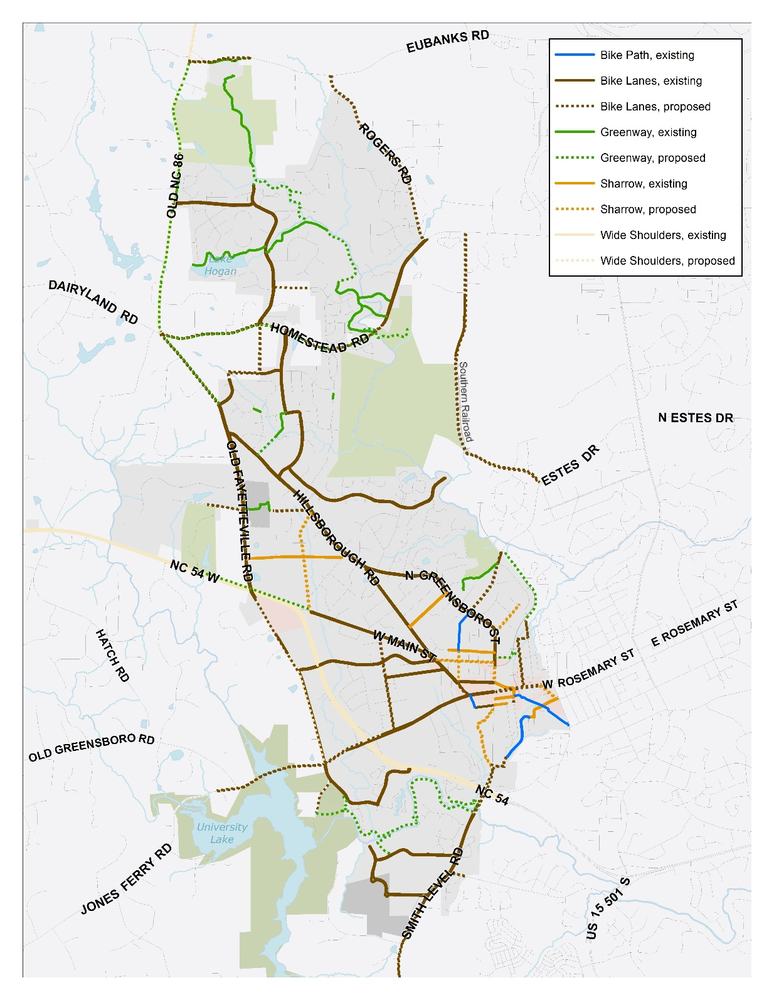 EUBANKS RD
Bike Path, existing
Bike Lanes, existing
Bike Lanes, proposed
Greenway, existing
Greenway, proposed
Sharrow, existing
Sharrow, proposed
Wide Shoulders, existing
Wide Shoulders, proposed
ROGERS RD
OLD NC 86
Lake
Hogan
DAIRYLAND RD
HOMESTEAD RD
Southern Railroad
N ESTES DR
ESTES DR
OLD FAYETTEVILLE RD
HILLSBOROUGH RD
NC 54 W
N GREENSBORO ST
W MAIN ST
HATCH RD
E ROSEMARY ST
W ROSEMARY ST
OLD GREENSBORO RD
NC 54
University
Lake
JONES FERRY RD
SMITH LEVEL RD
US 15 501 S